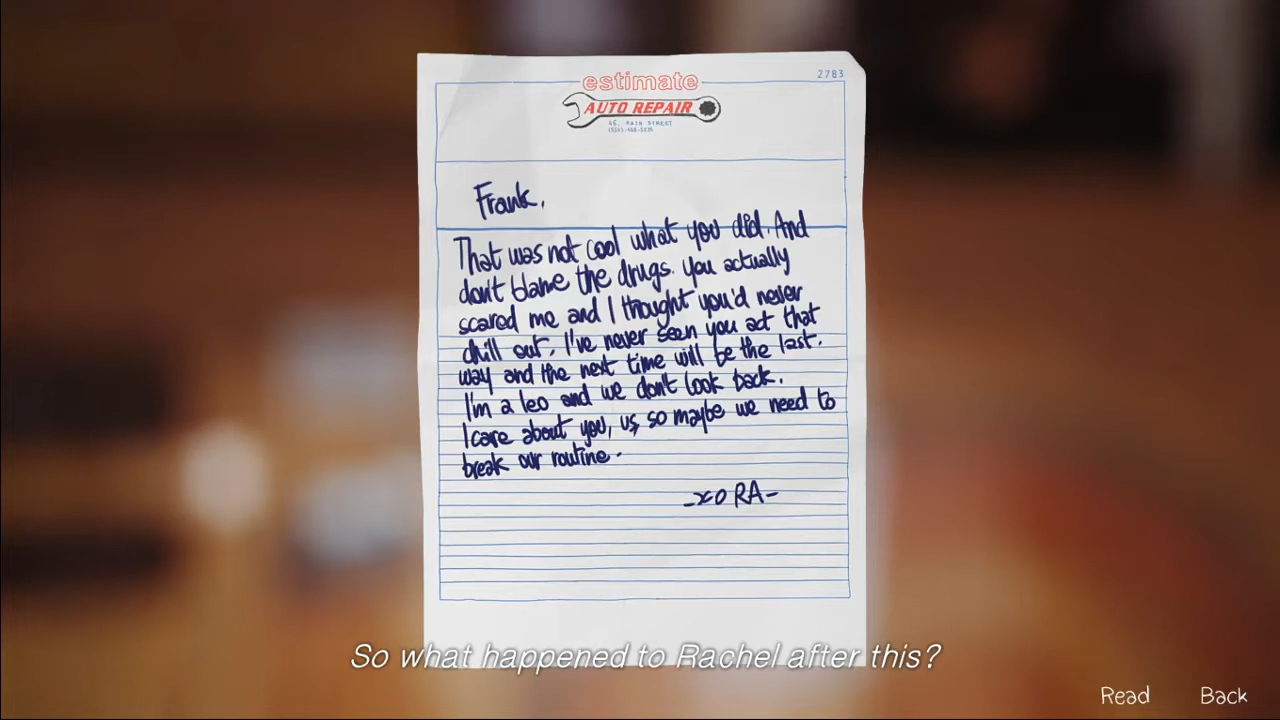 2783
estimate
AUTO REPAIR
Frank,
That was not cool what you did. And
don't blame the drugs. You actually
scared me and I thought you'd never
chill out. I've never seen you act that
way and the next time will be the last.
I'm a leo and we don't look back.
I care about you, us, so maybe we need to
break our routine.
-xo RA-
So what happened to Rachel after this?
Read Back